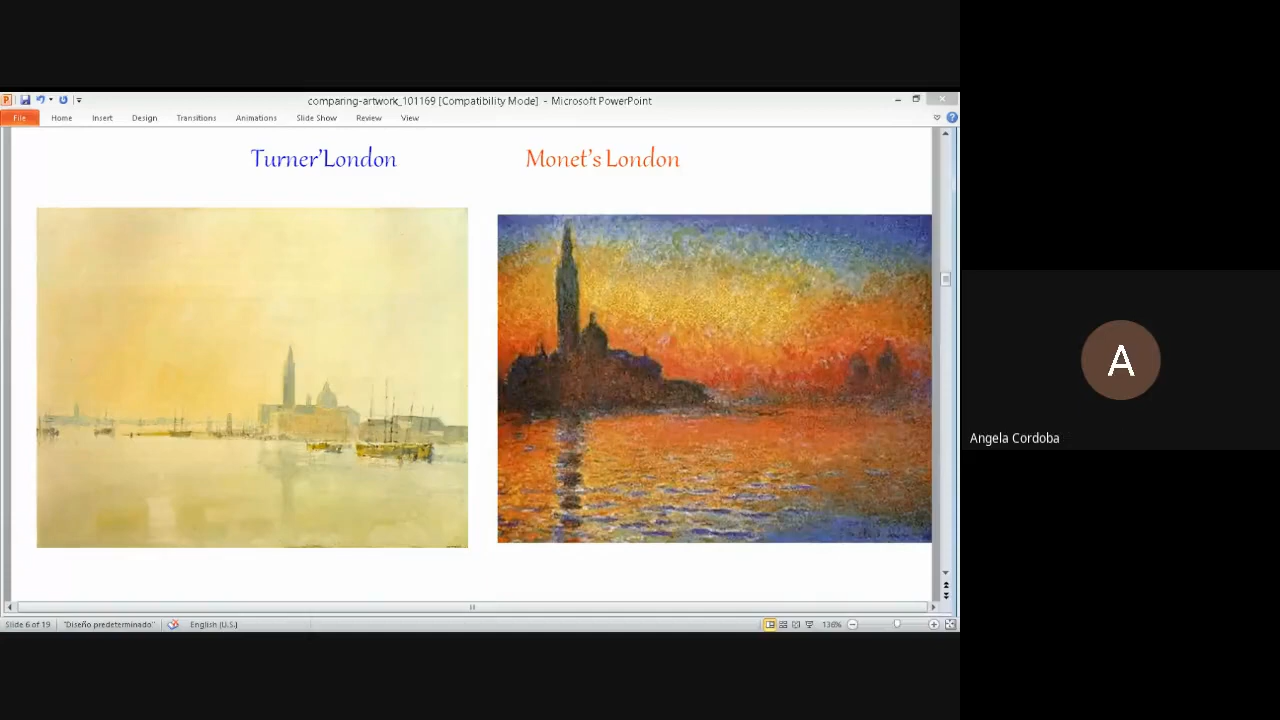 comparing-artwork_101169 [Compatibility Mode] - Microsoft PowerPoint
File Home Insert Design Transitions Animations Slide Show Review View
Turner'London Monet's London
A
Angela Cordoba
Slide 6 of 19 "Diseño predeterminado" English (U.S.) 136%